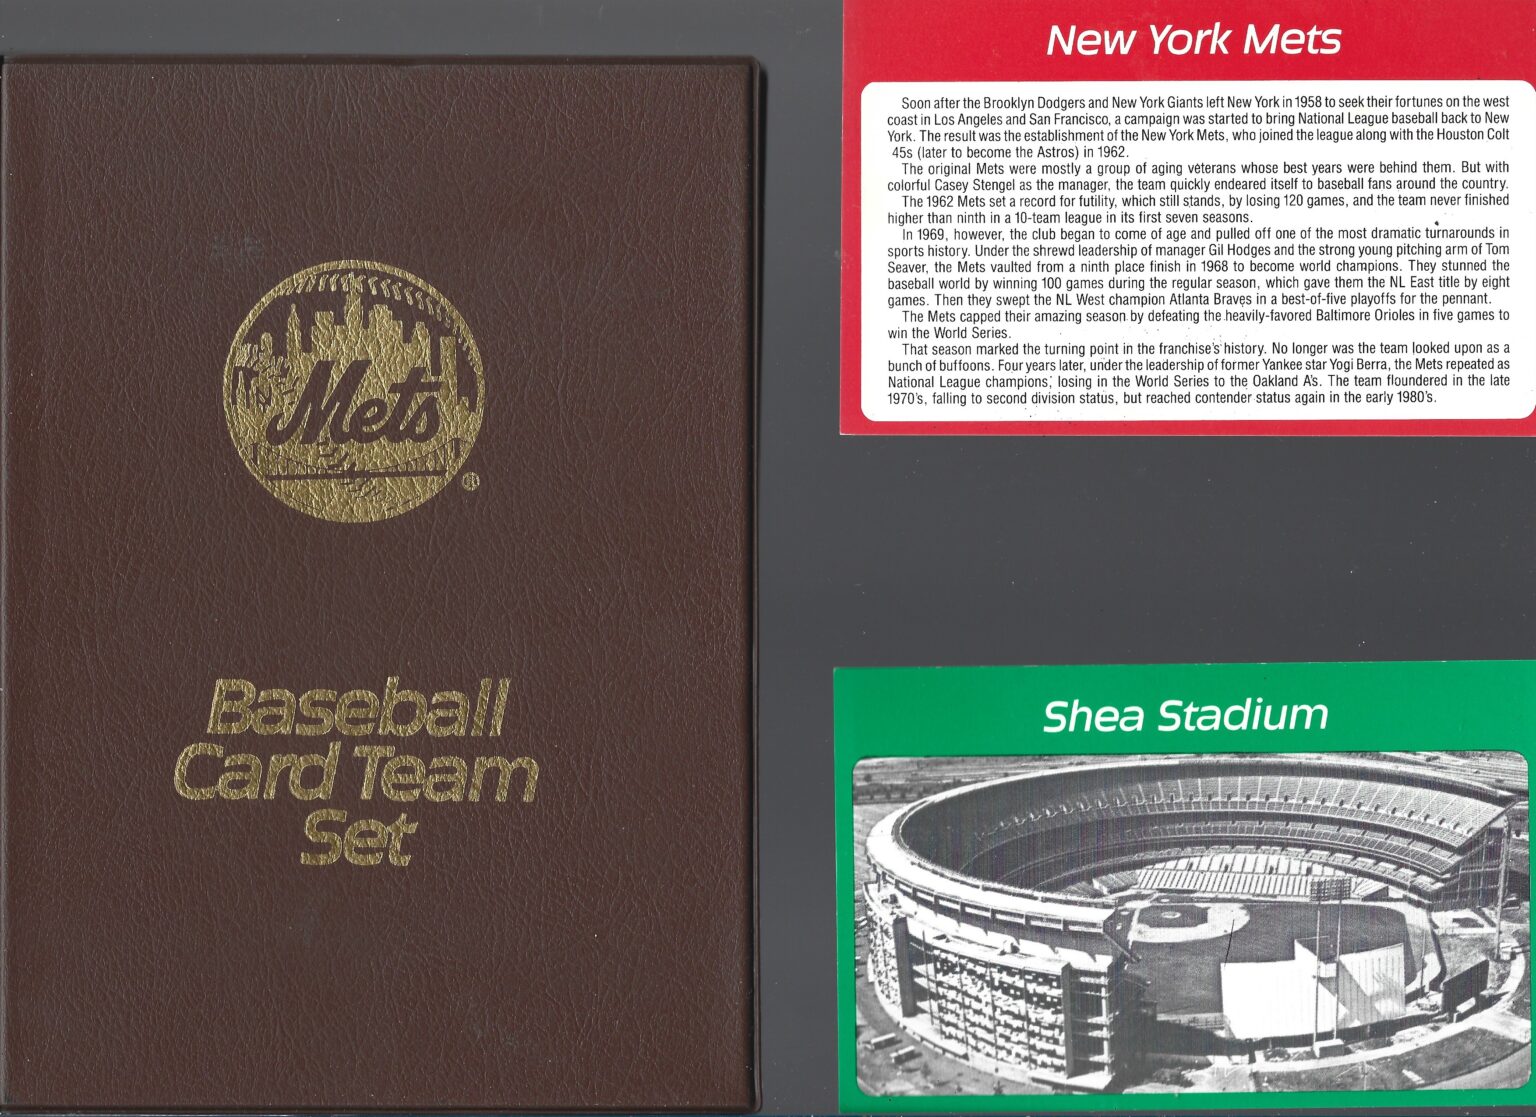 Mets
®
Baseball
Card Team
Set
New York Mets
Soon after the Brooklyn Dodgers and New York Giants left New York in 1958 to seek their fortunes on the west
coast in Los Angeles and San Francisco, a campaign was started to bring National League baseball back to New
York. The result was the establishment of the New York Mets, who joined the league along with the Houston Colt
45s (later to become the Astros) in 1962.
The original Mets were mostly a group of aging veterans whose best years were behind them. But with
colorful Casey Stengel as the manager, the team quickly endeared itself to baseball fans around the country.
The 1962 Mets set a record for futility, which still stands, by losing 120 games, and the team never finished
higher than ninth in a 10-team league in its first seven seasons.
In 1969, however, the club began to come of age and pulled off one of the most dramatic turnarounds in
sports history. Under the shrewd leadership of manager Gil Hodges and the strong young pitching arm of Tom
Seaver, the Mets vaulted from a ninth place finish in 1968 to become world champions. They stunned the
baseball world by winning 100 games during the regular season, which gave them the NL East title by eight
games. Then they swept the NL West champion Atlanta Braves in a best-of-five playoffs for the pennant.
The Mets capped their amazing season by defeating the heavily-favored Baltimore Orioles in five games to
win the World Series.
That season marked the turning point in the franchise's history. No longer was the team looked upon as a
bunch of buffoons. Four years later, under the leadership of former Yankee star Yogi Berra, the Mets repeated as
National League champions, losing in the World Series to the Oakland A's. The team floundered in the late
1970's, falling to second division status, but reached contender status again in the early 1980's.
Shea Stadium